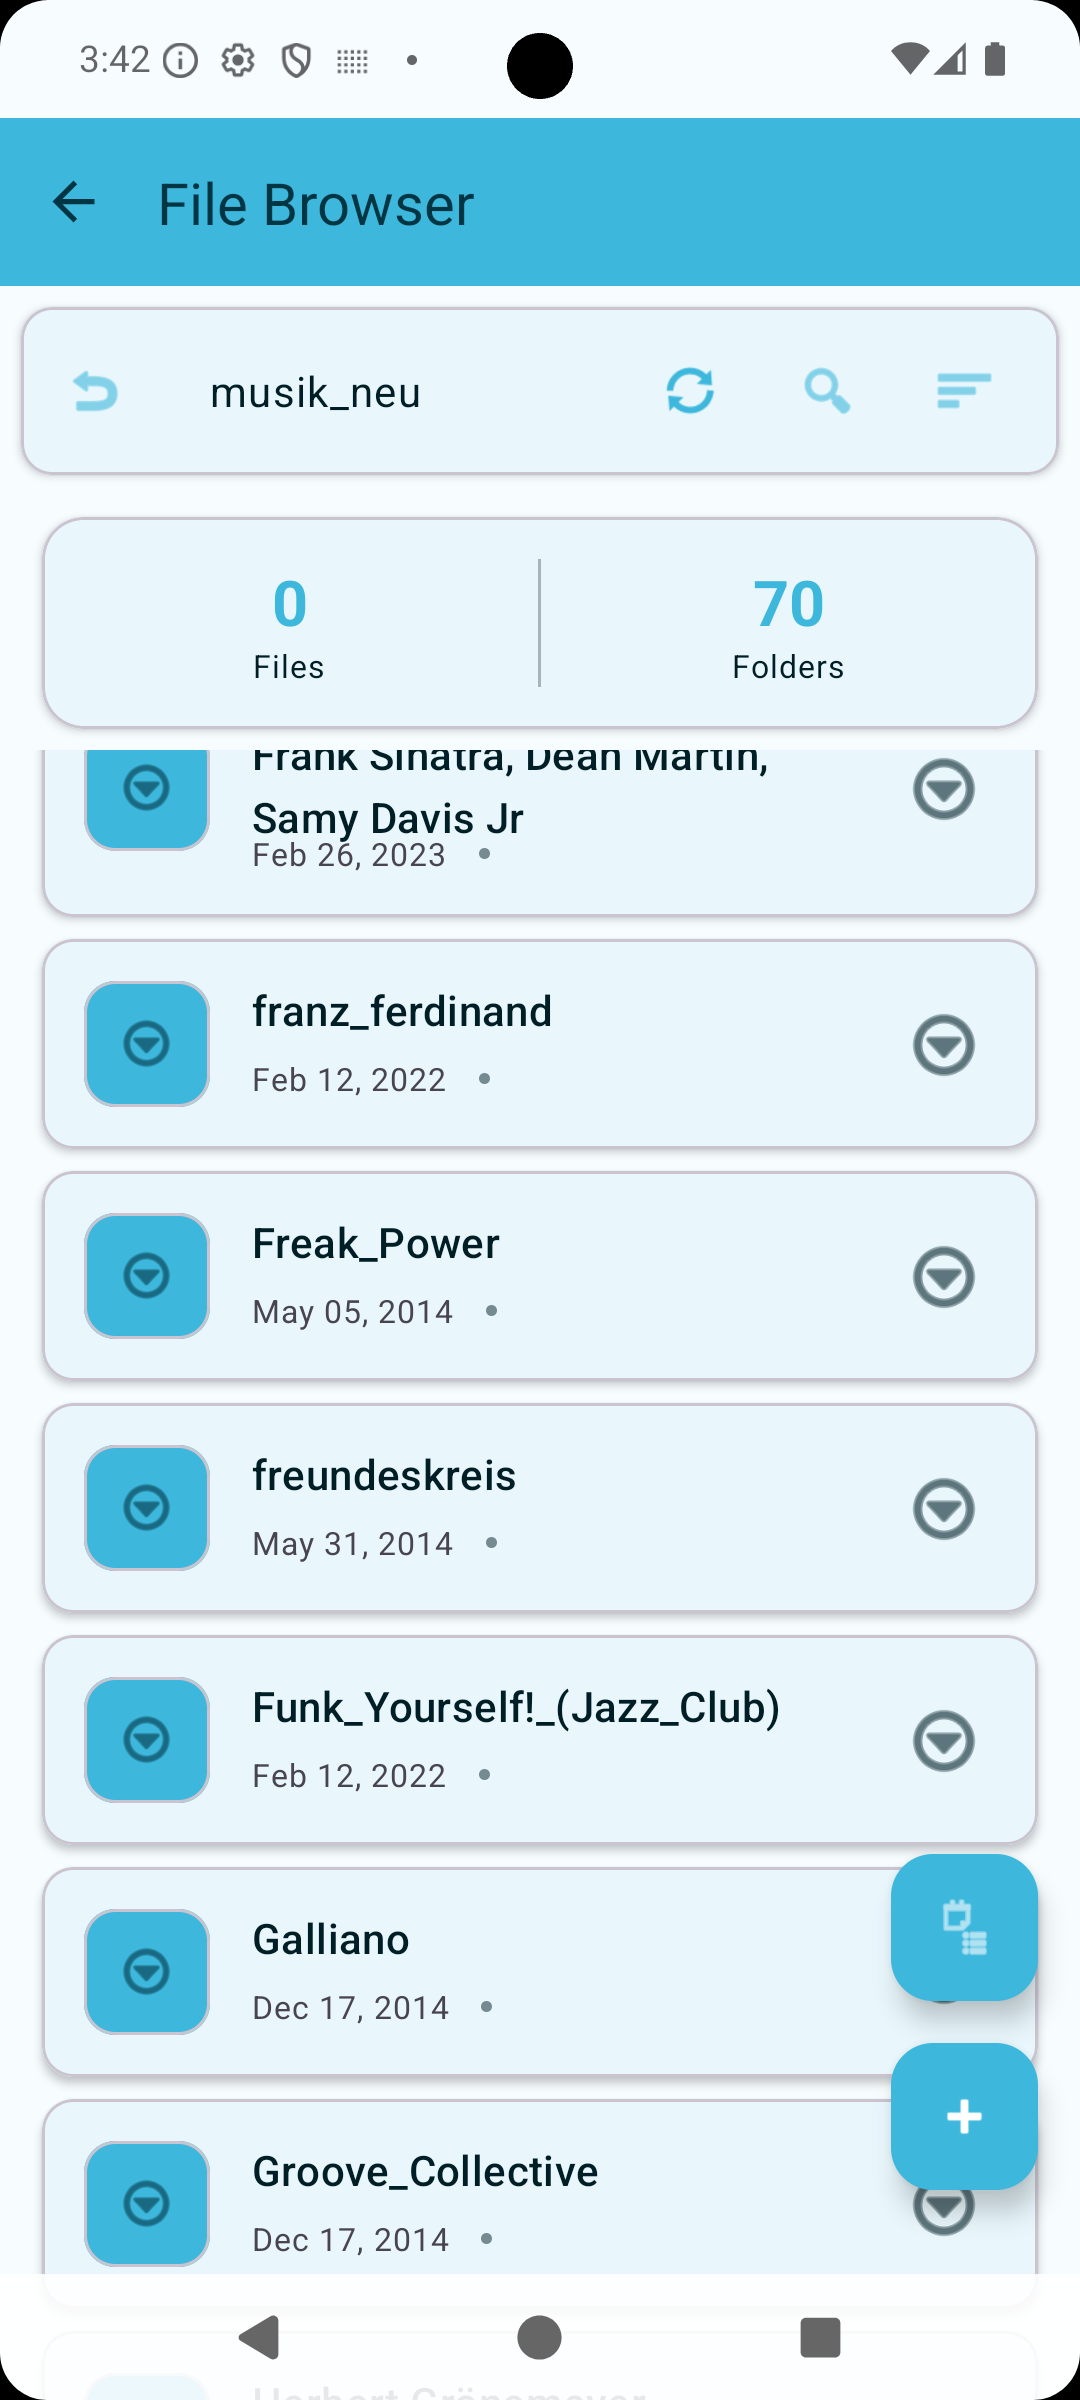 3:42
File Browser
musik_neu
0
Files
70
Folders
Frank Sinatra, Dean Martin,
Samy Davis Jr
Feb 26, 2023
franz_ferdinand
Feb 12, 2022
Freak_Power
May 05, 2014
freundeskreis
May 31, 2014
Funk_Yourself!_(Jazz_Club)
Feb 12, 2022
Galliano
Dec 17, 2014
Groove_Collective
Dec 17, 2014
Herbert Grönemeyer